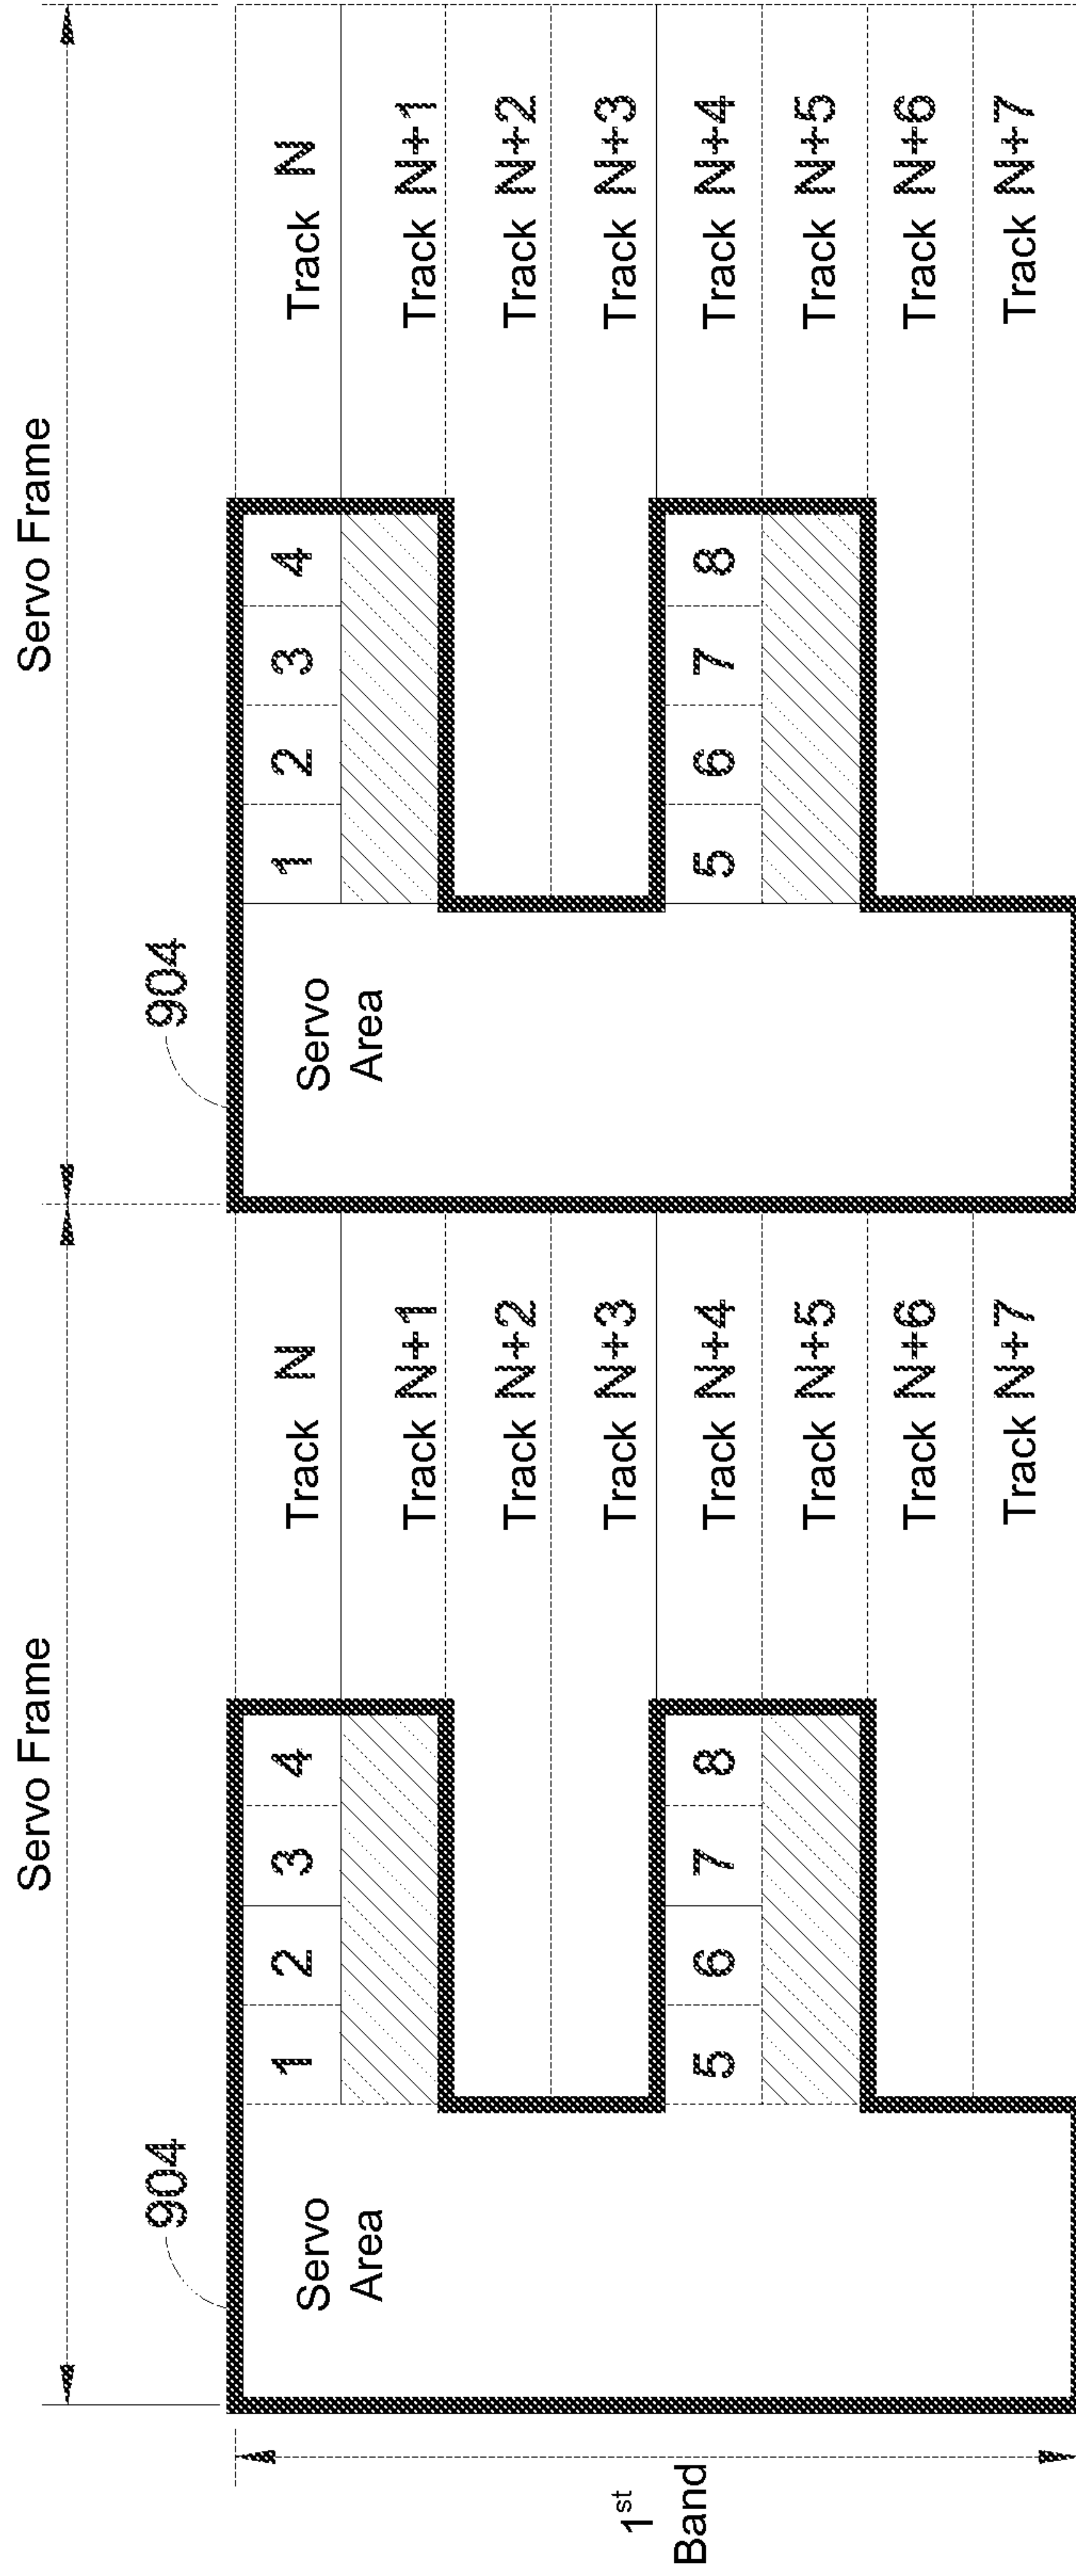 Servo Frame
Servo Frame
904
904
1st
Band
Servo
Area
1 2 3 4
Track N
Servo
Area
1 2 3 4
Track N
Track N+1
Track N+1
Track N+2
Track N+2
Track N+3
Track N+3
5 6 7 8
Track N+4
5 6 7 8
Track N+4
Track N+5
Track N+5
Track N+6
Track N+6
Track N+7
Track N+7